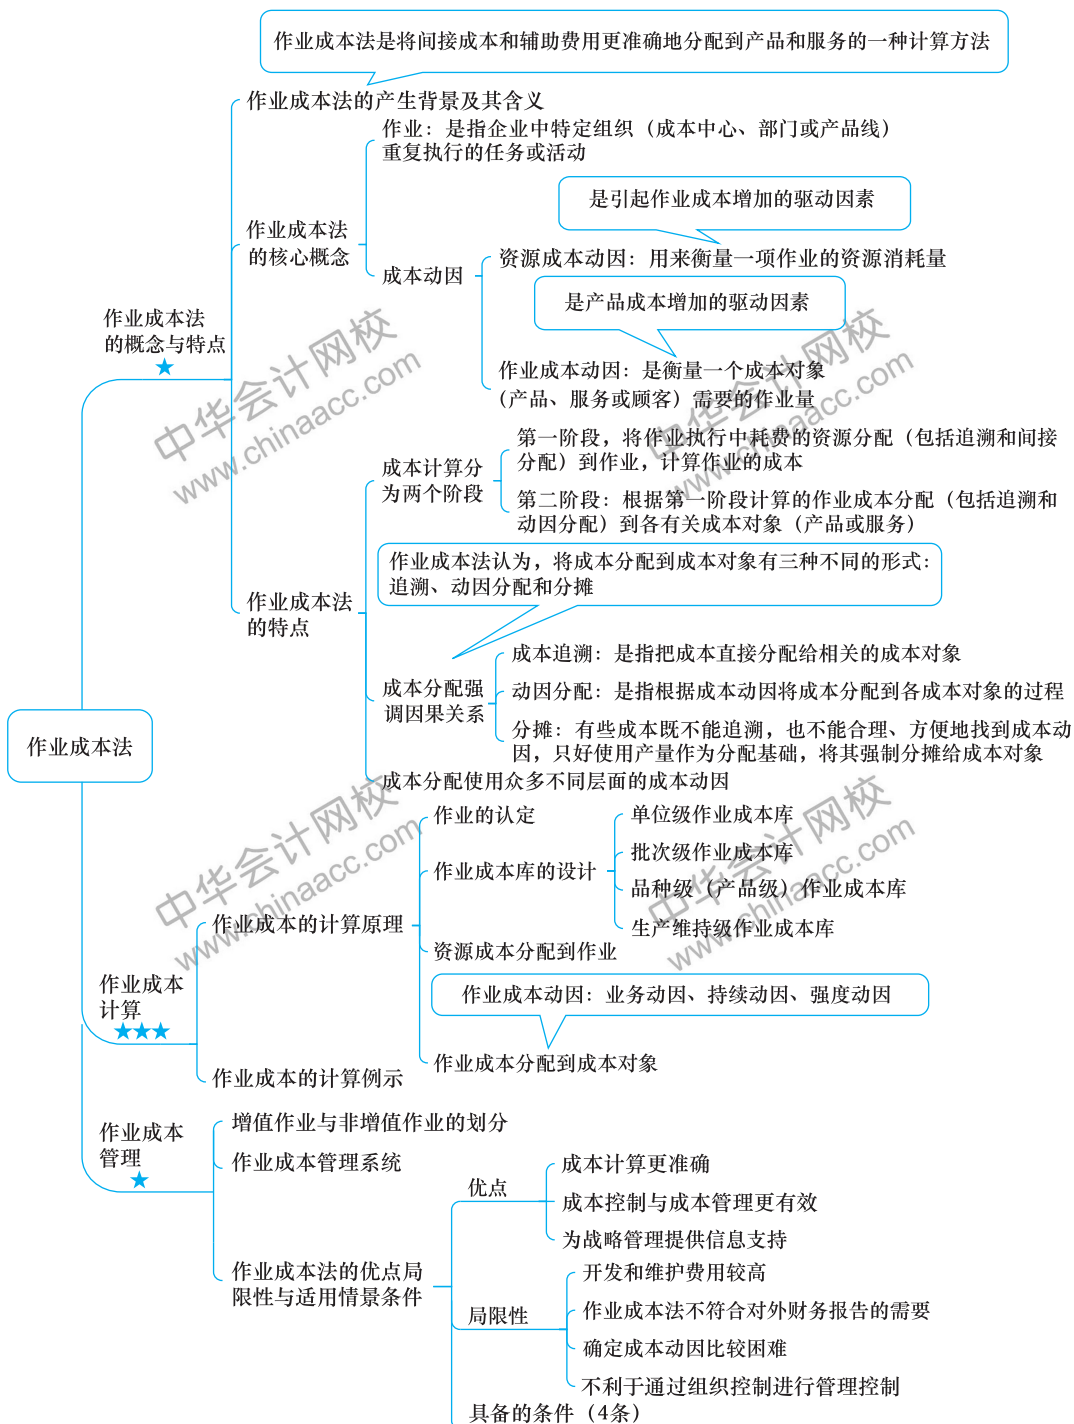 作业成本法是将间接成本和辅助费用更准确地分配到产品和服务的一种计算方法
作业成本法的产生背景及其含义
作业：是指企业中特定组织（成本中心、部门或产品线）
重复执行的任务或活动
是引起作业成本增加的驱动因素
作业成本法
的核心概念
成本动因
资源成本动因：用来衡量一项作业的资源消耗量
是产品成本增加的驱动因素
作业成本法
的概念与特点
★
作业成本动因：是衡量一个成本对象
（产品、服务或顾客）需要的作业量
成本计算分
为两个阶段
第一阶段，将作业执行中耗费的资源分配（包括追溯和间接
分配）到作业，计算作业的成本
第二阶段：根据第一阶段计算的作业成本分配（包括追溯和
动因分配）到各有关成本对象（产品或服务）
作业成本法认为，将成本分配到成本对象有三种不同的形式：
追溯、动因分配和分摊
作业成本法
的特点
成本分配强
调因果关系
成本追溯：是指把成本直接分配给相关的成本对象
动因分配：是指根据成本动因将成本分配到各成本对象的过程
分摊：有些成本既不能追溯，也不能合理、方便地找到成本动
因，只好使用产量作为分配基础，将其强制分摊给成本对象
作业成本法
成本分配使用众多不同层面的成本动因
作业的认定
作业成本库的设计
单位级作业成本库
批次级作业成本库
品种级（产品级）作业成本库
生产维持级作业成本库
作业成本的计算原理
资源成本分配到作业
作业成本
计算
★★★
作业成本动因：业务动因、持续动因、强度动因
作业成本分配到成本对象
作业成本的计算例示
作业成本
管理
★
增值作业与非增值作业的划分
作业成本管理系统
优点
成本计算更准确
成本控制与成本管理更有效
为战略管理提供信息支持
作业成本法的优点局
限性与适用情景条件
局限性
开发和维护费用较高
作业成本法不符合对外财务报告的需要
确定成本动因比较困难
不利于通过组织控制进行管理控制
具备的条件（4条）
中华会计网校
www.chinaacc.com
中华会计网校
www.chinaacc.com
中华会计网校
www.chinaacc.com
中华会计网校
www.chinaacc.com